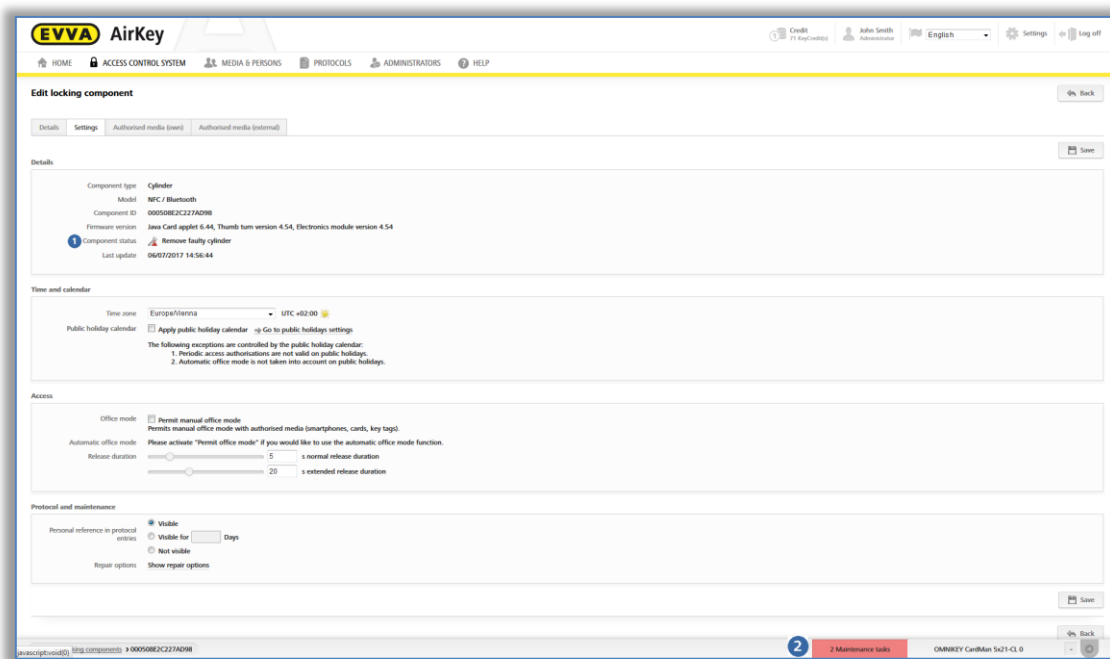 EVVA AirKey
Credit
71 KeyCredit(s)
John Smith
Administrator
English
Settings
Log off
HOME
ACCESS CONTROL SYSTEM
MEDIA & PERSONS
PROTOCOLS
ADMINISTRATORS
HELP
Edit locking component
Back
Details
Settings
Authorised media (own)
Authorised media (external)
Save
Details
Component type Cylinder
Model NFC / Bluetooth
Component ID 000508E2C227AD98
Firmware version Java Card applet 6.44, Thumb turn version 4.54, Electronics module version 4.54
1 Component status Remove faulty cylinder
Last update 06/07/2017 14:56:44
Time and calendar
Time zone Europe/Vienna UTC +02:00
Public holiday calendar Apply public holiday calendar Go to public holidays settings
The following exceptions are controlled by the public holiday calendar:
1. Periodic access authorisations are not valid on public holidays.
2. Automatic office mode is not taken into account on public holidays.
Access
Office mode Permit manual office mode
Permits manual office mode with authorised media (smartphones, cards, key tags).
Automatic office mode Please activate "Permit office mode" if you would like to use the automatic office mode function.
Release duration 5 s normal release duration
20 s extended release duration
Protocol and maintenance
Personal reference in protocol
entries
Visible
Visible for Days
Not visible
Repair options Show repair options
Save
Back
javascript:void(0) king components 000508E2C227AD98
2
2 Maintenance tasks
OMNIKEY CardMan 5x21-CL 0